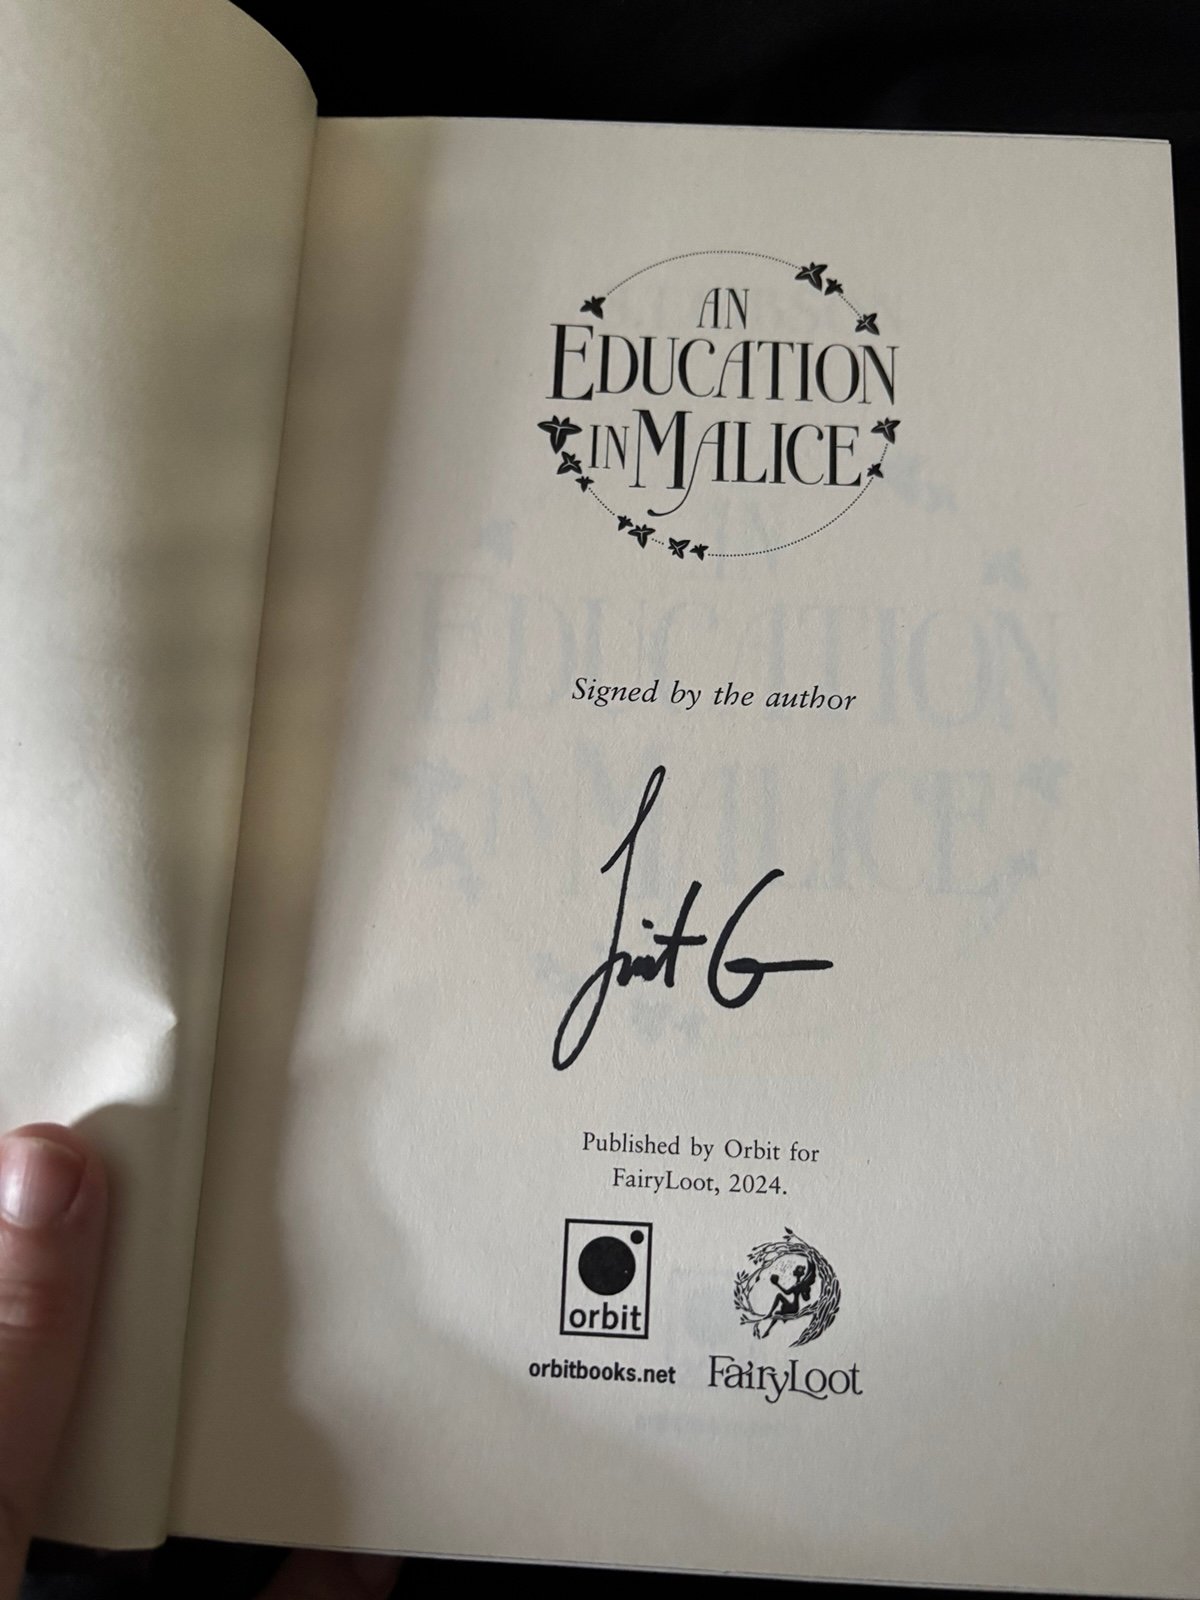 AN
EDUCATION
IN MALICE
Signed by the author
Published by Orbit for
FairyLoot, 2024.
orbit
orbitbooks.net
FairyLoot